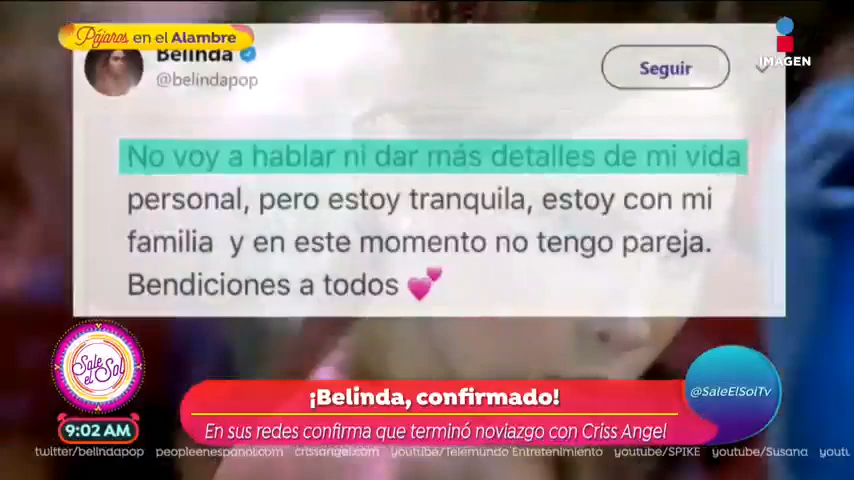 Pájaros en el Alambre
IMAGEN
Belinda
@belindapop
Seguir
No voy a hablar ni dar más detalles de mi vida
personal, pero estoy tranquila, estoy con mi
familia y en este momento no tengo pareja.
Bendiciones a todos 💕
Sale el Sol
9:02 AM
¡Belinda, confirmado!
En sus redes confirma que terminó noviazgo con Criss Angel
@SaleElSolTv
twitter/belindapop peopleenespanol.com crissangel.com youtube/Telemundo Entretenimiento youtube/SPIKE youtube/Susana youtu